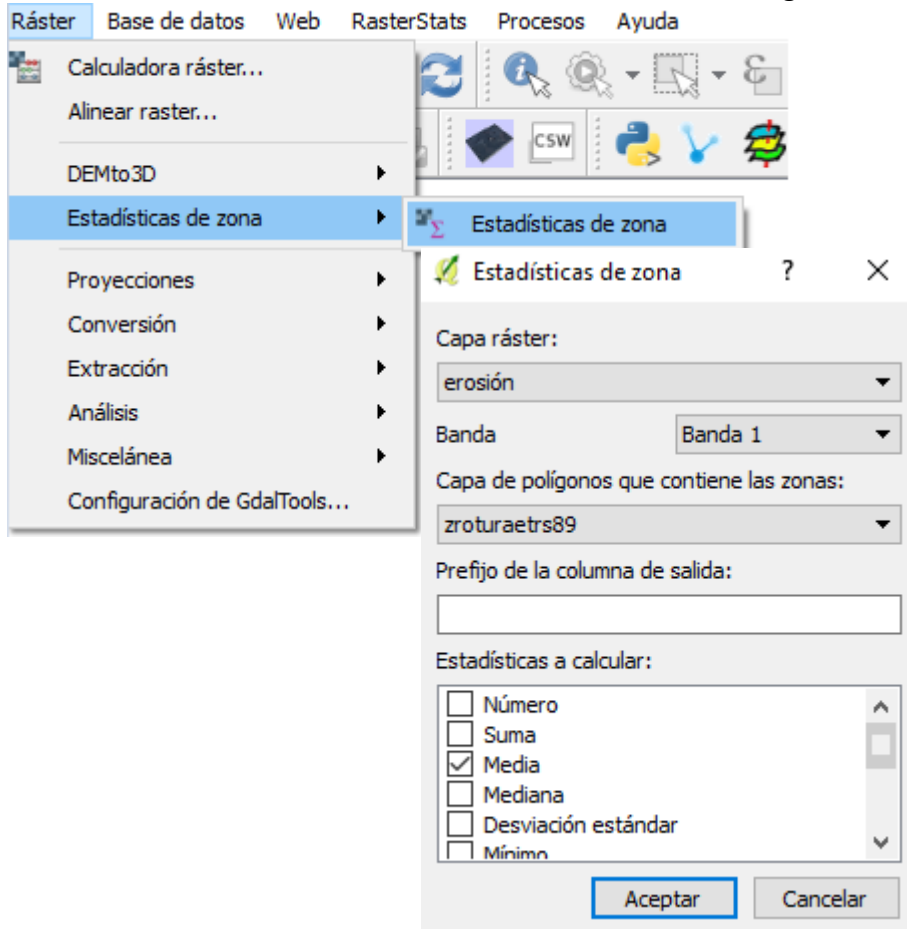 Ráster Base de datos Web RasterStats Procesos Ayuda
Calculadora ráster...
Alinear raster...
CSW
DEMto3D
Estadísticas de zona
Estadísticas de zona
Proyecciones
Conversión
Extracción
Análisis
Miscelánea
Configuración de GdalTools...
Estadísticas de zona ?
Capa ráster:
erosión
Banda Banda 1
Capa de polígonos que contiene las zonas:
zroturaetrs89
Prefijo de la columna de salida:
Estadísticas a calcular:
Número
Suma
Media
Mediana
Desviación estándar
Mínimo
Aceptar Cancelar